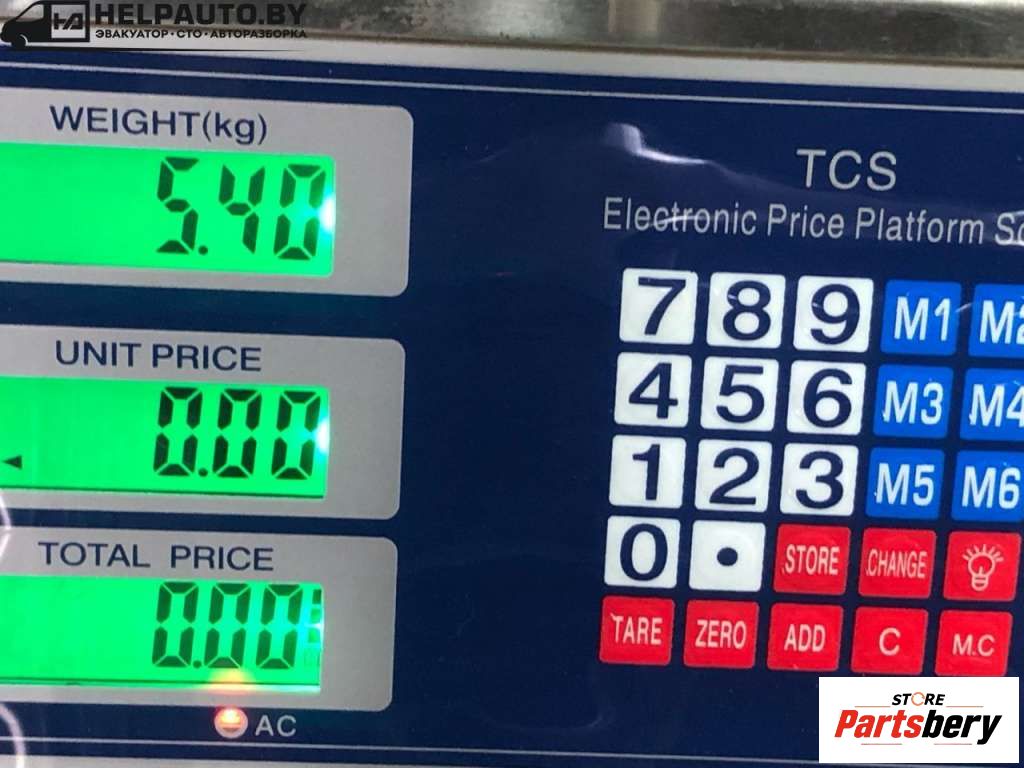 HELPAUTO.BY
ЭВАКУАТОР • СТО • АВТОРАЗБОРКА
WEIGHT(kg)
5.40
TCS
Electronic Price Platform
UNIT PRICE
0.00
TOTAL PRICE
0.00
AC
7 8 9 M1
4 5 6 M3 M4
1 2 3 M5 M6
0 • STORE CHANGE
TARE ZERO ADD C M.C
STORE
Partsbery